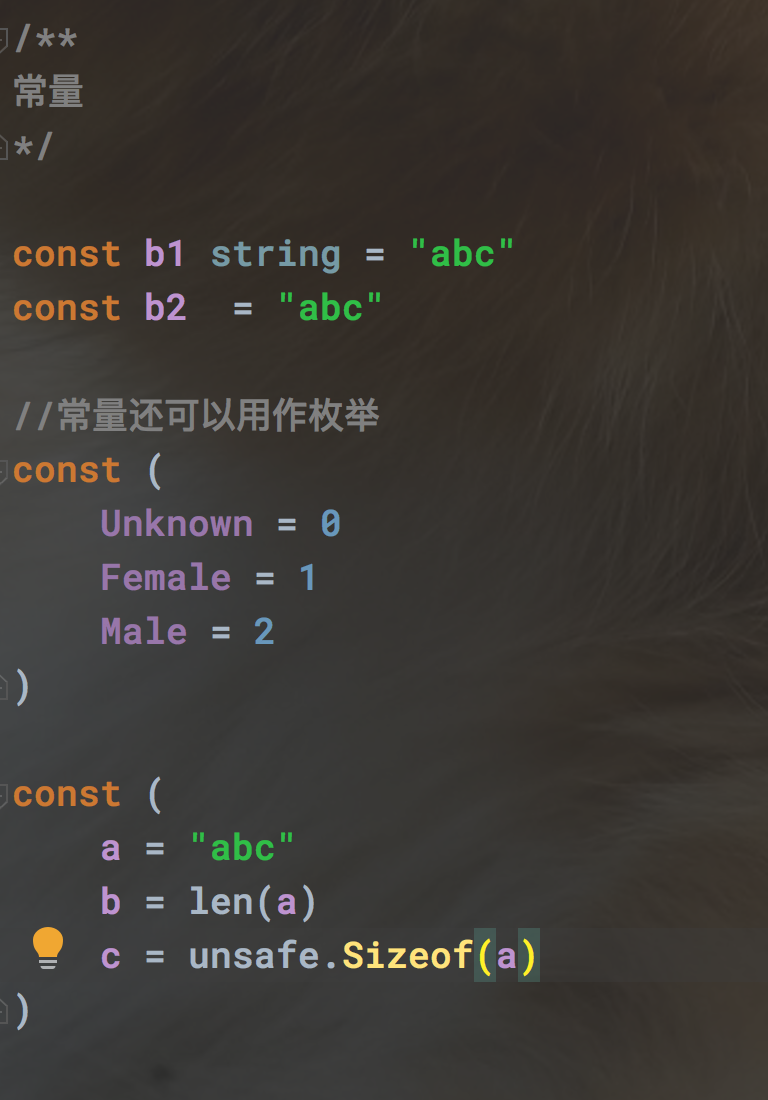 /**
常量
*/
const b1 string = "abc"
const b2  = "abc"
//常量还可以用作枚举
const (
    Unknown = 0
    Female = 1
    Male = 2
)
const (
    a = "abc"
    b = len(a)
    c = unsafe.Sizeof(a)
)